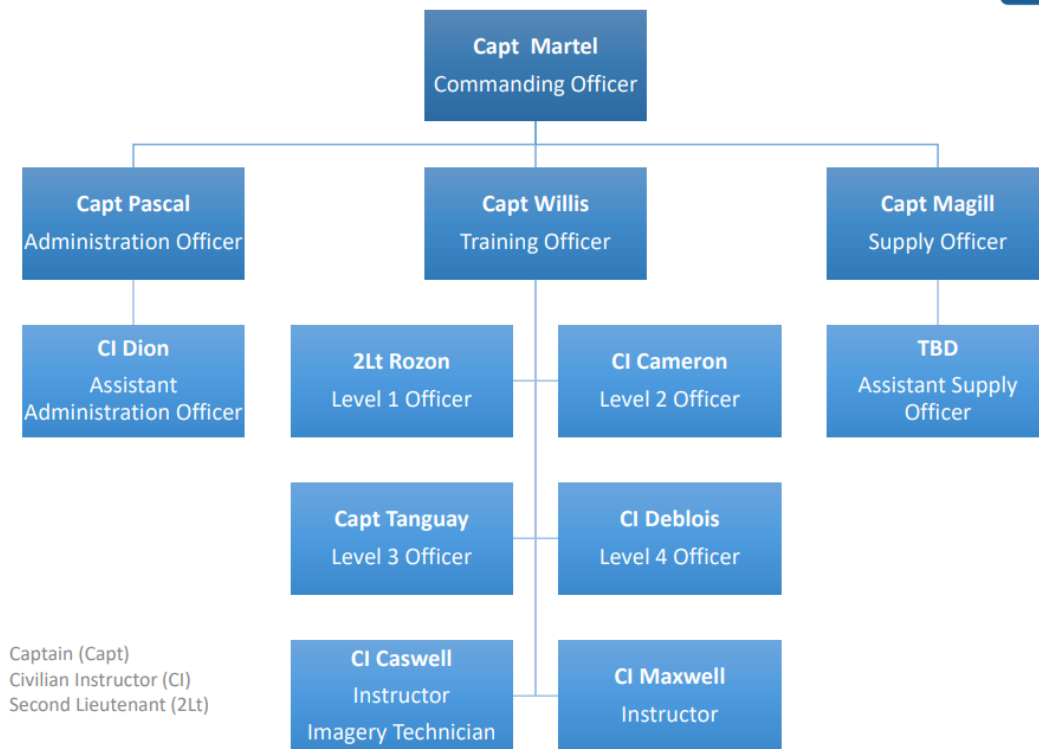 Capt Martel
Commanding Officer
Capt Pascal
Administration Officer
Capt Willis
Training Officer
Capt Magill
Supply Officer
CI Dion
Assistant
Administration Officer
2Lt Rozon
Level 1 Officer
CI Cameron
Level 2 Officer
TBD
Assistant Supply
Officer
Capt Tanguay
Level 3 Officer
CI Deblois
Level 4 Officer
CI Caswell
Instructor
Imagery Technician
CI Maxwell
Instructor
Captain (Capt)
Civilian Instructor (CI)
Second Lieutenant (2Lt)